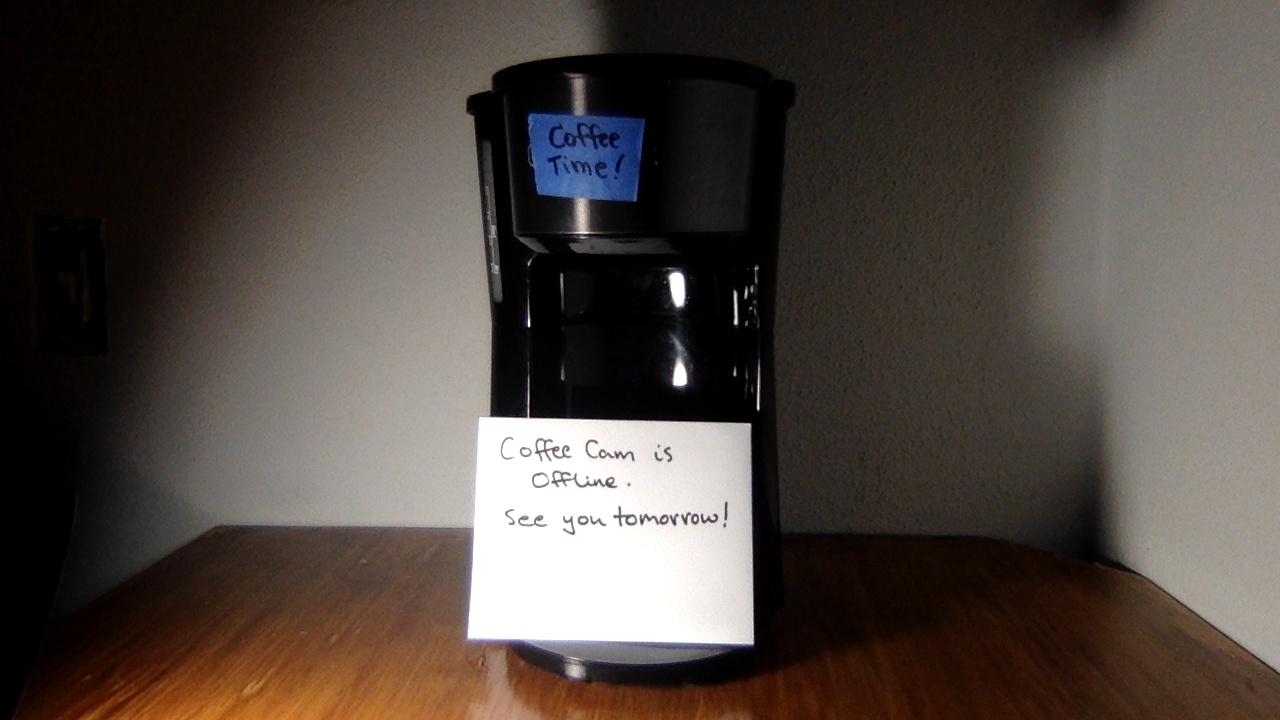 Coffee
Time!
Coffee Cam is
Offline.
See you tomorrow!